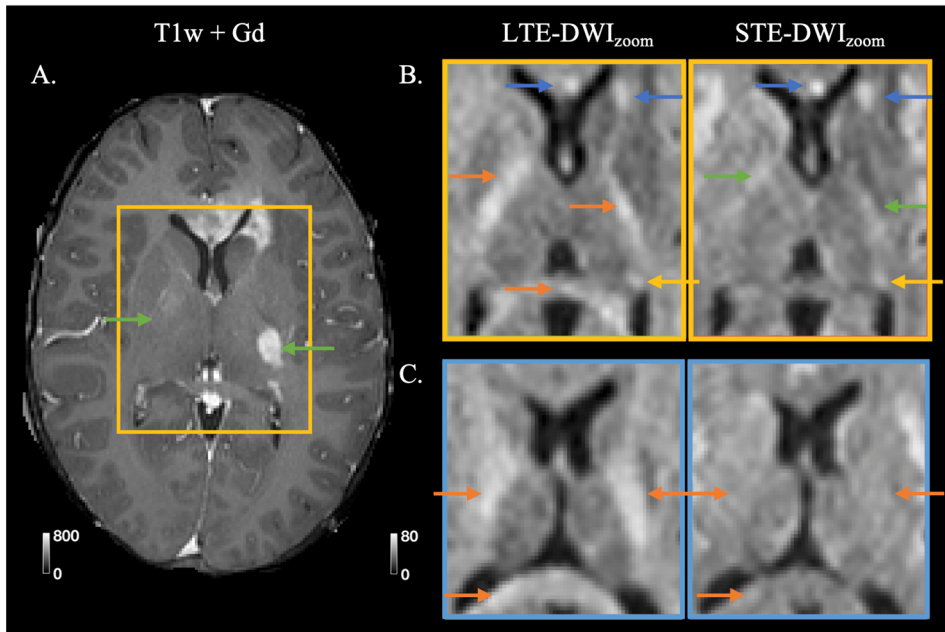 T1w + Gd
LTE-DWIzoom
STE-DWIzoom
A.
B.
C.
800
0
80
0